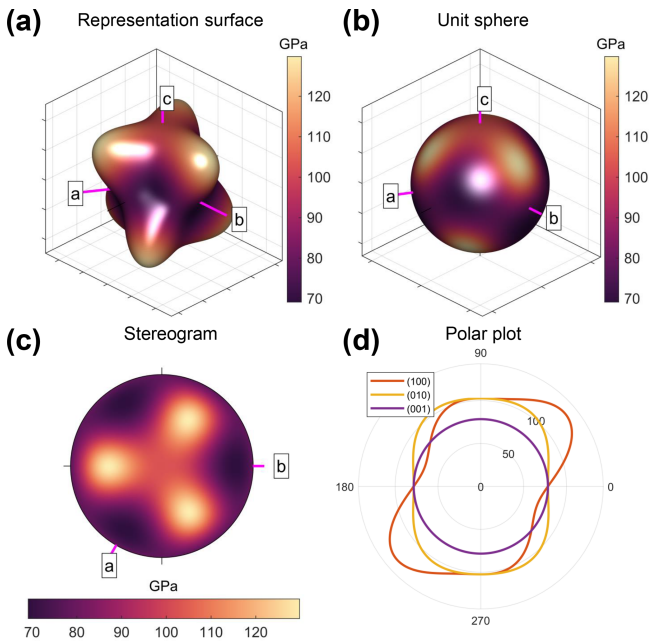 (a) Representation surface
GPa
c
a
b
120
110
100
90
80
70
(b) Unit sphere
GPa
c
a
b
120
110
100
90
80
70
(c) Stereogram
b
a
GPa
70 80 90 100 110 120
(d) Polar plot
90
(100)
(010)
(001)
100
50
180 0 0
270